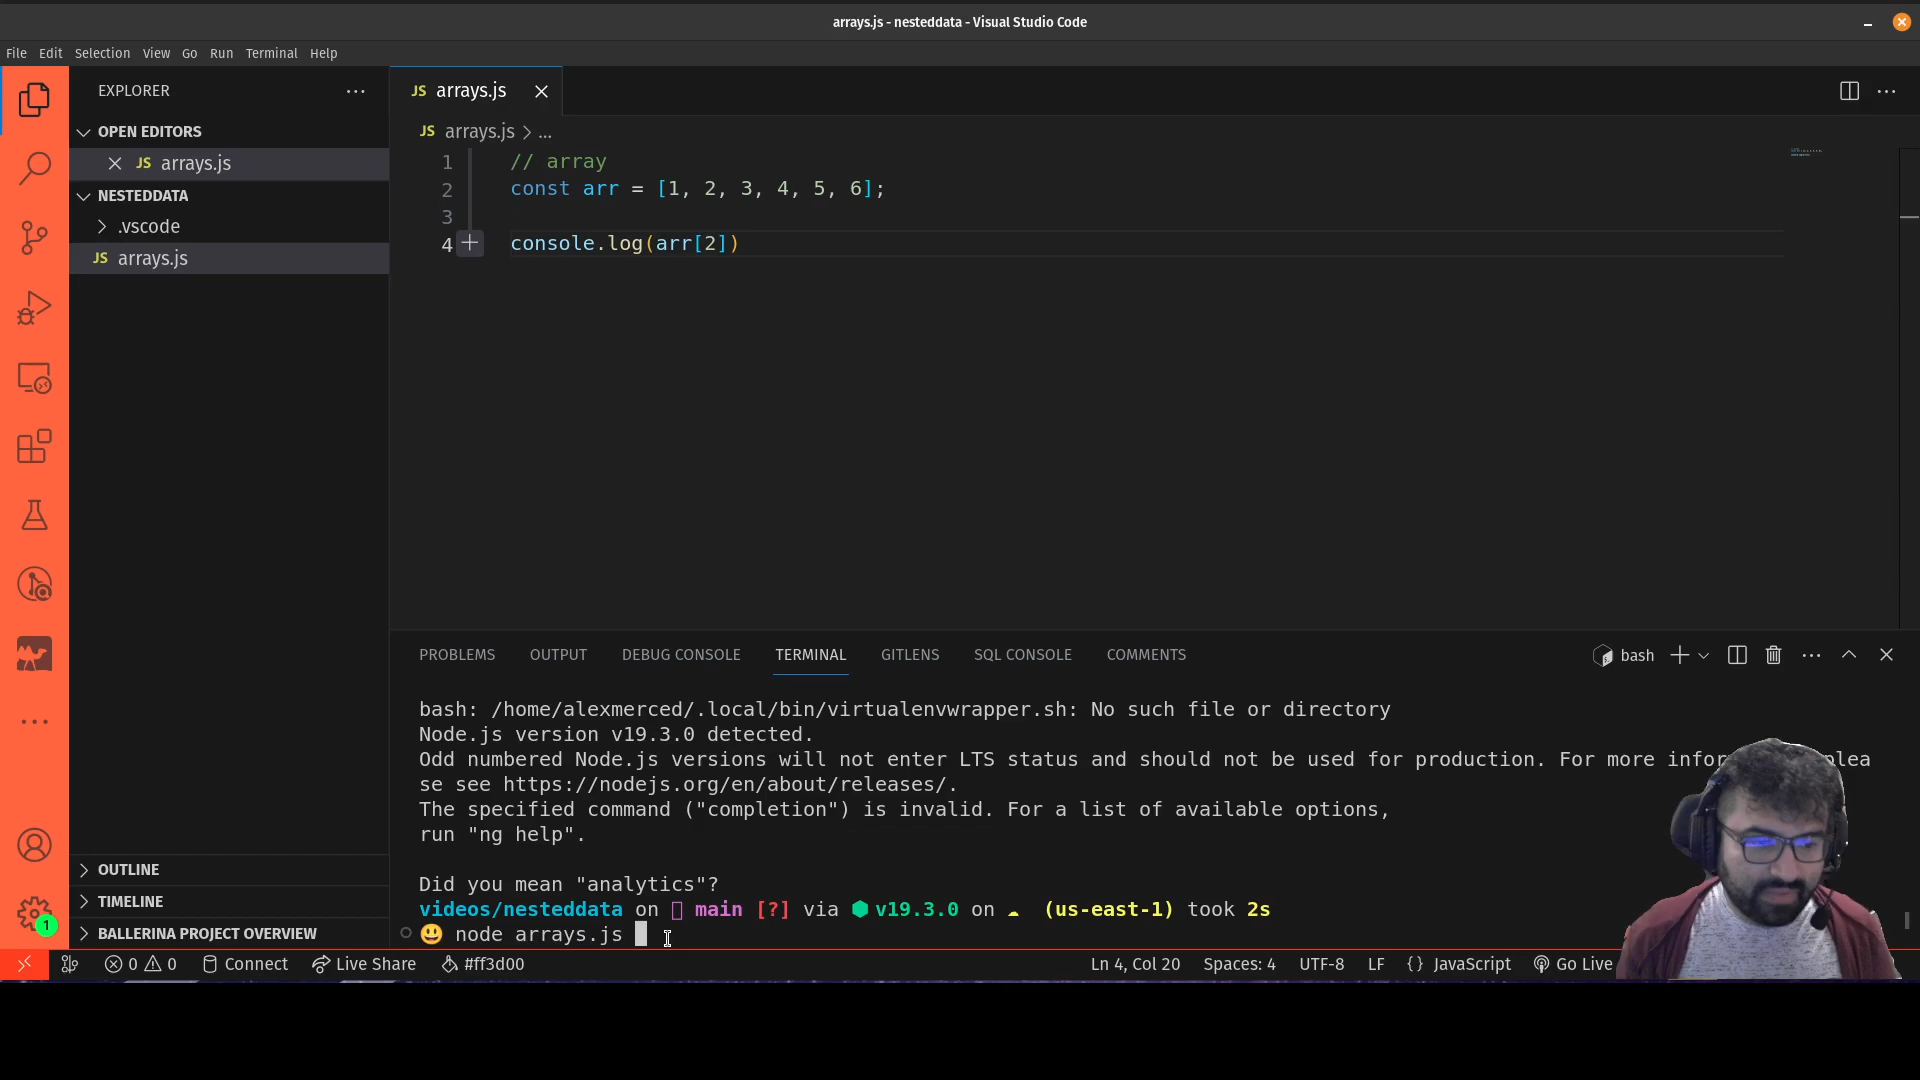 arrays.js - nesteddata - Visual Studio Code
File Edit Selection View Go Run Terminal Help
EXPLORER
OPEN EDITORS
JS arrays.js
NESTEDDATA
.vscode
JS arrays.js
OUTLINE
TIMELINE
BALLERINA PROJECT OVERVIEW
1
JS arrays.js
JS arrays.js > ...
1 // array
2 const arr = [1, 2, 3, 4, 5, 6];
3
4 console.log(arr[2])
PROBLEMS OUTPUT DEBUG CONSOLE TERMINAL GITLENS SQL CONSOLE COMMENTS
bash
bash: /home/alexmerced/.local/bin/virtualenvwrapper.sh: No such file or directory
Node.js version v19.3.0 detected.
Odd numbered Node.js versions will not enter LTS status and should not be used for production. For more infor plea
se see https://nodejs.org/en/about/releases/.
The specified command ("completion") is invalid. For a list of available options,
run "ng help".
Did you mean "analytics"?
videos/nesteddata on main [?] via v19.3.0 on ☁ (us-east-1) took 2s
😃 node arrays.js
0 0 Connect Live Share #ff3d00 Ln 4, Col 20 Spaces: 4 UTF-8 LF {} JavaScript Go Live